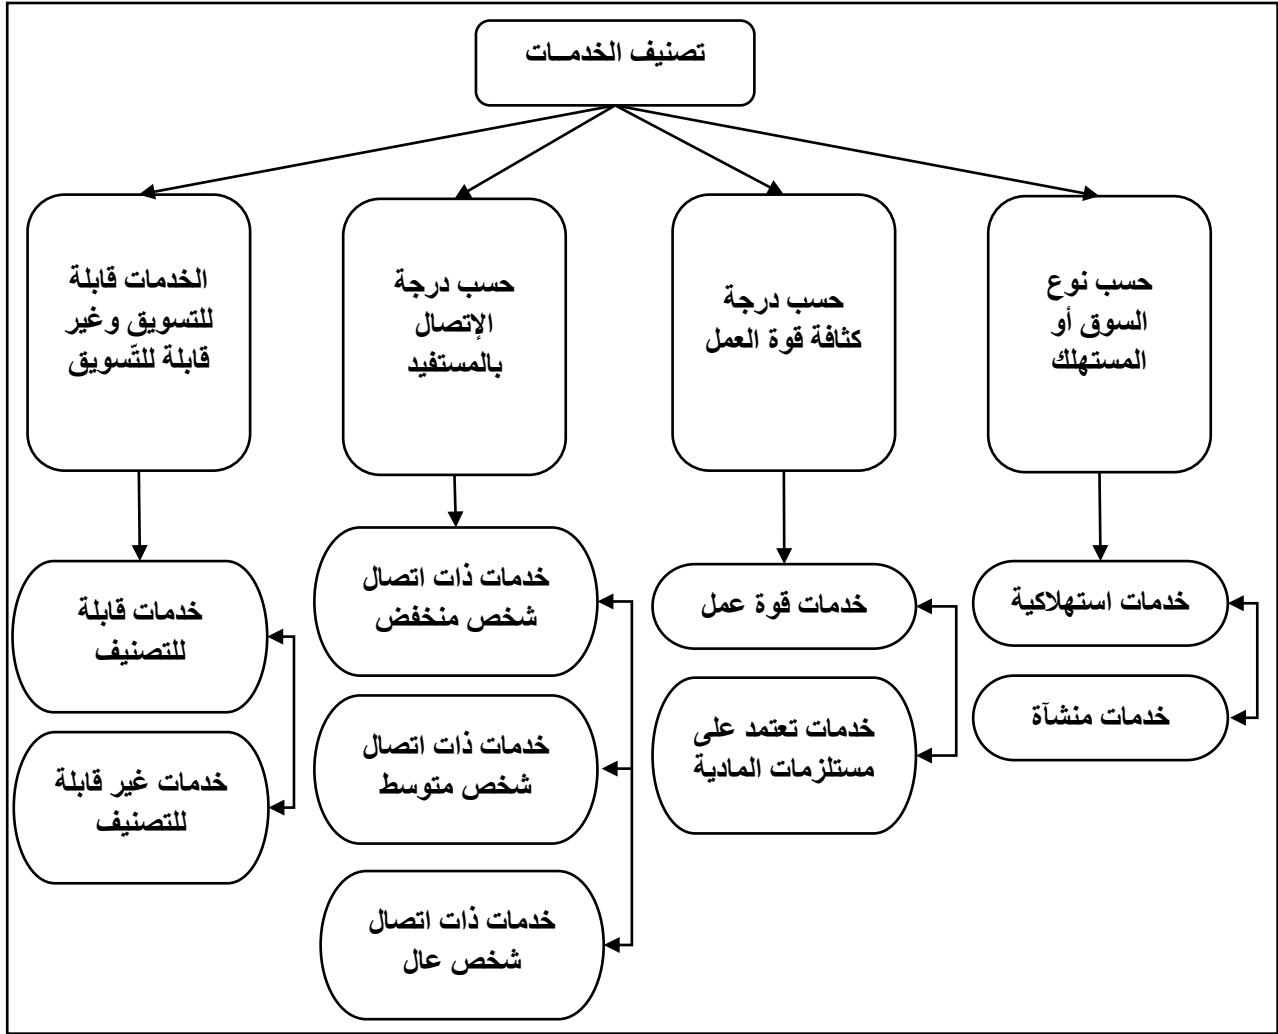 تصنيف الخدمــات
حسب نوع
السوق أو
المستهلك
حسب درجة
كثافة قوة العمل
حسب درجة
الإتصال
بالمستفيد
الخدمات قابلة
للتسويق وغير
قابلة للتّسويق
خدمات استهلاكية
خدمات منشآة
خدمات قوة عمل
خدمات تعتمد على
مستلزمات المادية
خدمات ذات اتصال
شخص منخفض
خدمات ذات اتصال
شخص متوسط
خدمات ذات اتصال
شخص عال
خدمات قابلة
للتصنيف
خدمات غير قابلة
للتصنيف